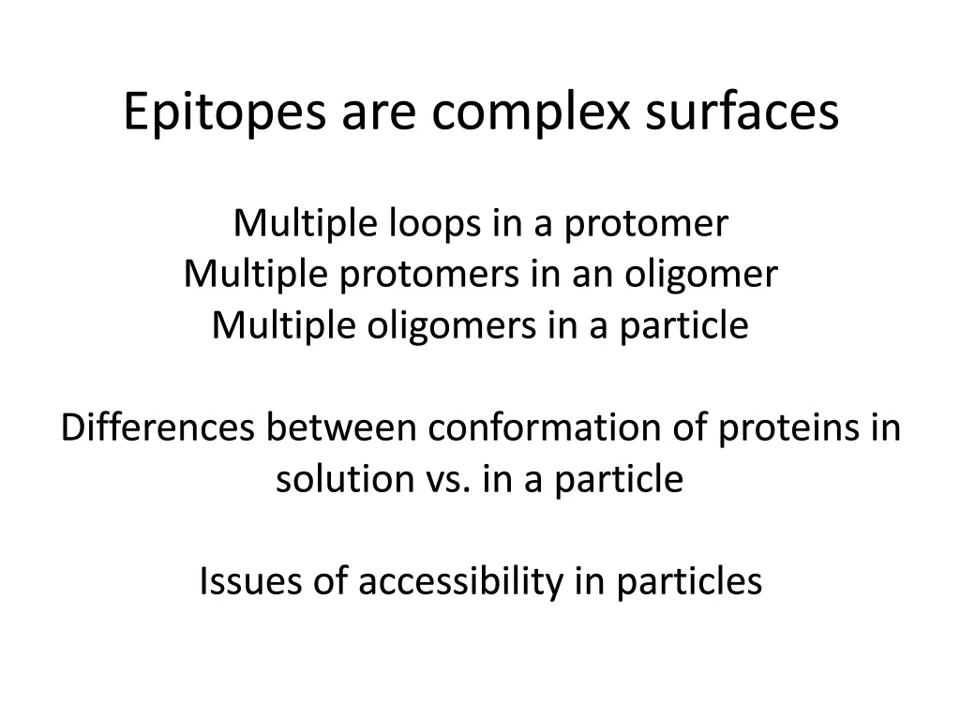 Epitopes are complex surfaces
Multiple loops in a protomer
Multiple protomers in an oligomer
Multiple oligomers in a particle
Differences between conformation of proteins in
solution vs. in a particle
Issues of accessibility in particles